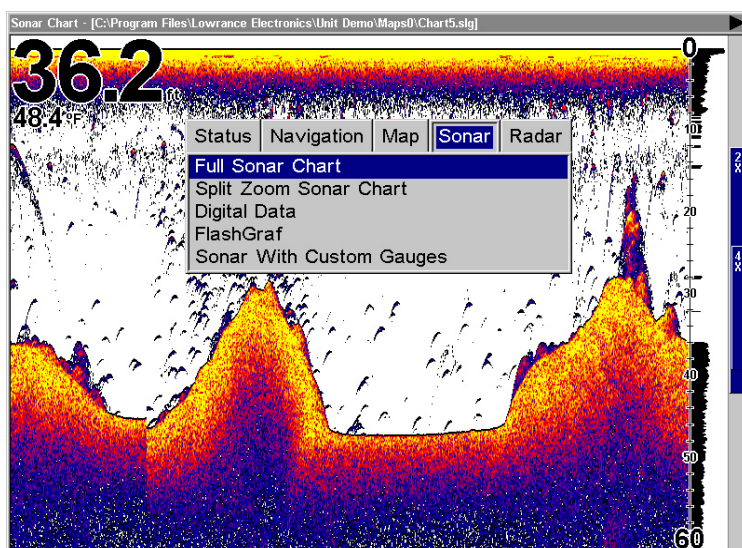 Sonar Chart - [C:\Program Files\Lowrance Electronics\Unit Demo\Maps0\Chart5.slg]
36.2 ft
48.4°F
0
Status Navigation Map Sonar Radar
Full Sonar Chart
Split Zoom Sonar Chart
Digital Data
FlashGraf
Sonar With Custom Gauges
10
2X
20
4X
30
40
50
60